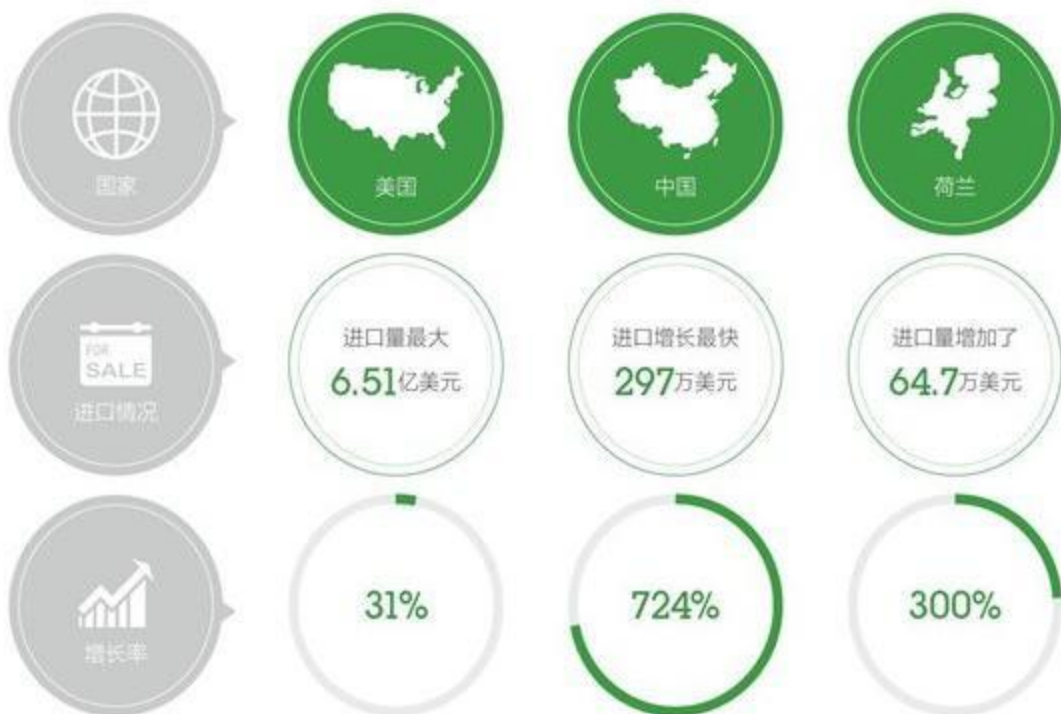 国家
美国
中国
荷兰
FOR
SALE
进口情况
进口量最大
6.51亿美元
进口增长最快
297万美元
进口量增加了
64.7万美元
增长率
31%
724%
300%